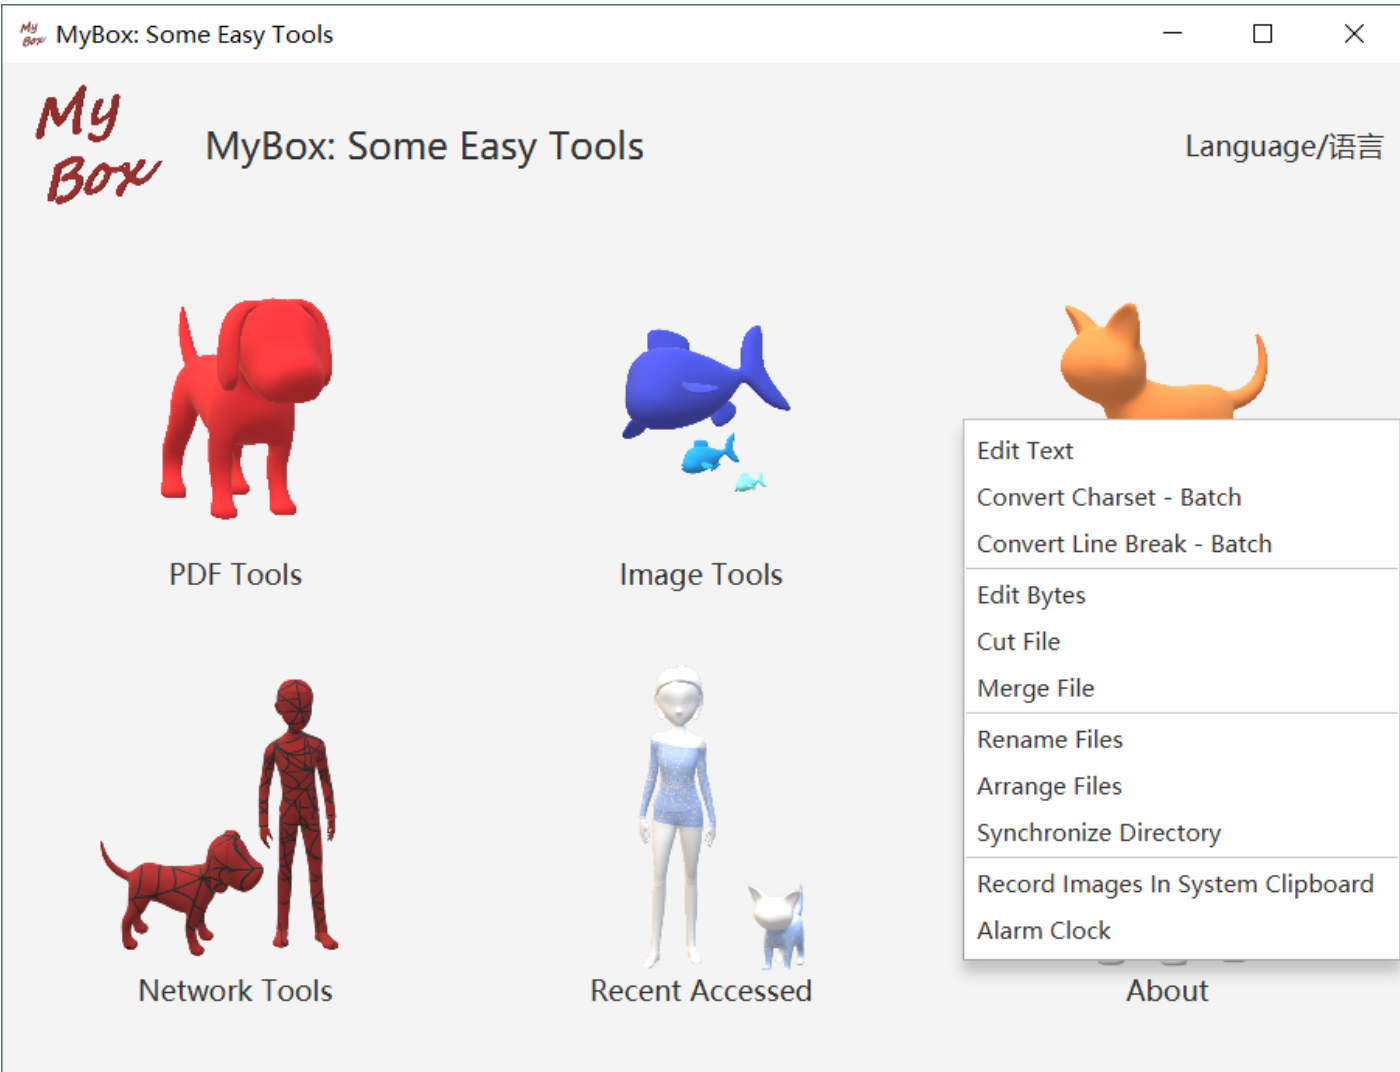 My
Box
MyBox: Some Easy Tools
My
Box
MyBox: Some Easy Tools
Language/语言
PDF Tools
Image Tools
Edit Text
Convert Charset - Batch
Convert Line Break - Batch
Edit Bytes
Cut File
Merge File
Rename Files
Arrange Files
Synchronize Directory
Record Images In System Clipboard
Alarm Clock
Network Tools
Recent Accessed
About